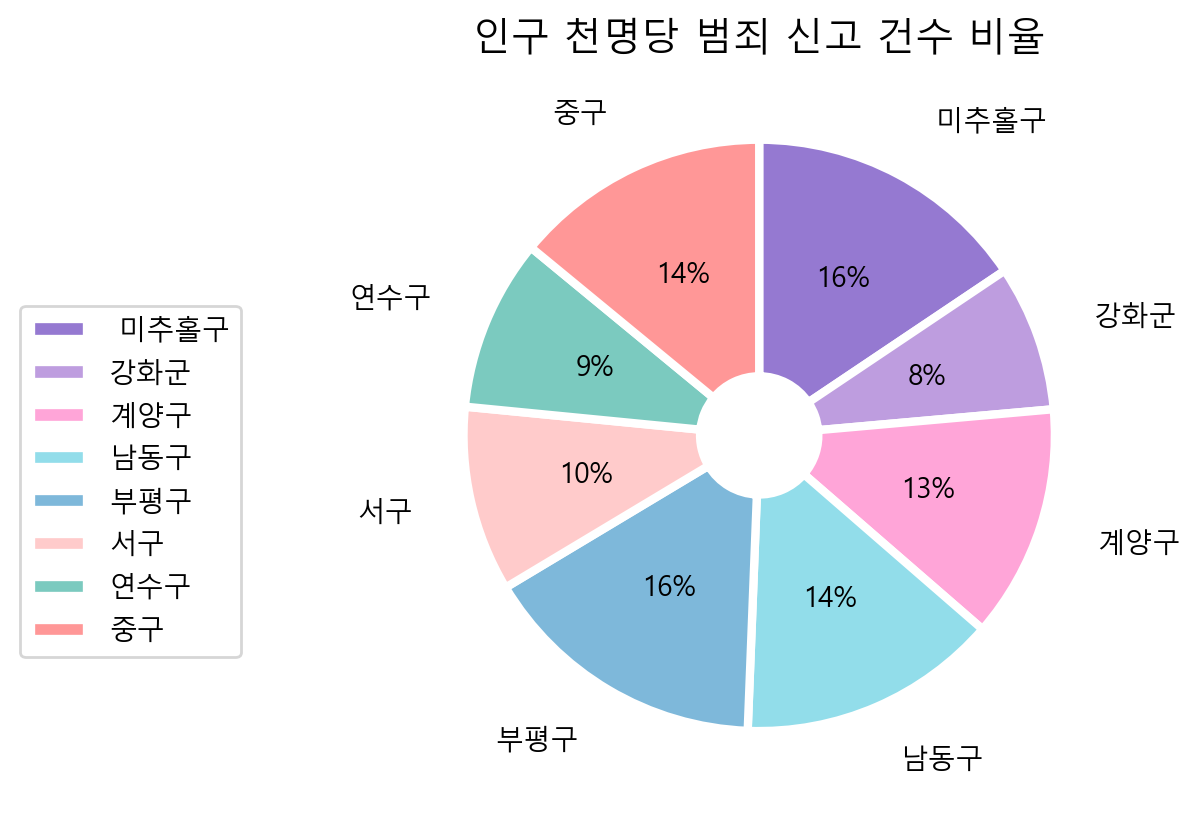 인구 천명당 범죄 신고 건수 비율
중구
미추홀구
연수구
강화군
14%
16%
9%
8%
10%
13%
16%
14%
서구
계양구
부평구
남동구
미추홀구
강화군
계양구
남동구
부평구
서구
연수구
중구